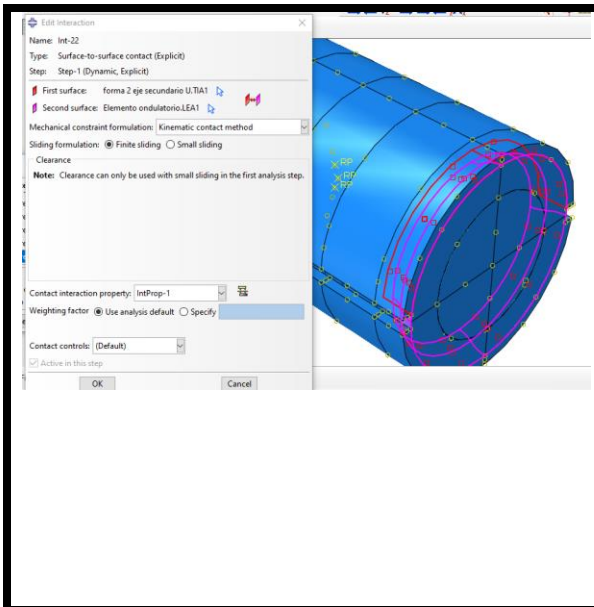 Edit Interaction
Name: Int-22
Type: Surface-to-surface contact (Explicit)
Step: Step-1 (Dynamic, Explicit)
First surface: forma 2 eje secundario U.TIA1
Second surface: Elemento ondulatorio.LEA1
Mechanical constraint formulation: Kinematic contact method
Sliding formulation: Finite sliding Small sliding
Clearance
Note: Clearance can only be used with small sliding in the first analysis step.
Contact interaction property: IntProp-1
Weighting factor Use analysis default Specify
Contact controls: (Default)
Active in this step
OK Cancel
RP
RP
RP